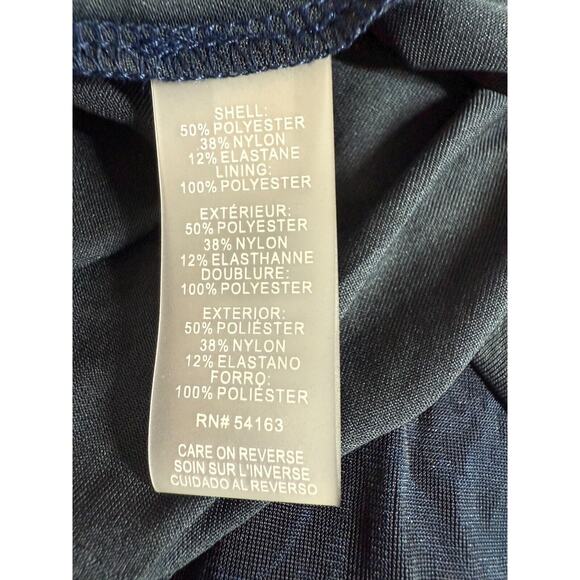 SHELL:
50% POLYESTER
38% NYLON
12% ELASTANE
LINING:
100% POLYESTER
EXTÉRIEUR:
50% POLYESTER
38% NYLON
12% ELASTHANNE
DOUBLURE:
100% POLYESTER
EXTERIOR:
50% POLIÉSTER
38% NYLON
12% ELASTANO
FORRO:
100% POLIÉSTER
RN# 54163
CARE ON REVERSE
SOIN SUR L'INVERSE
CUIDADO AL REVERSO